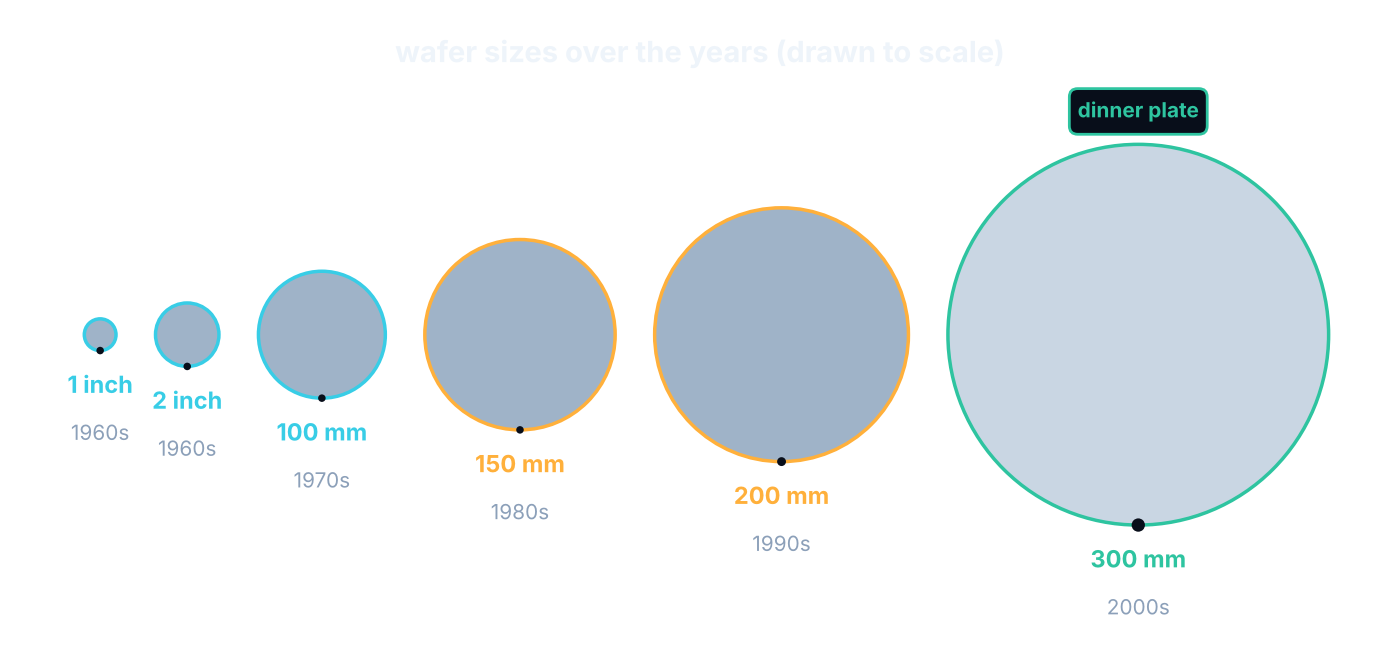 wafer sizes over the years (drawn to scale)
dinner plate
1 inch
1960s
2 inch
1960s
100 mm
1970s
150 mm
1980s
200 mm
1990s
300 mm
2000s